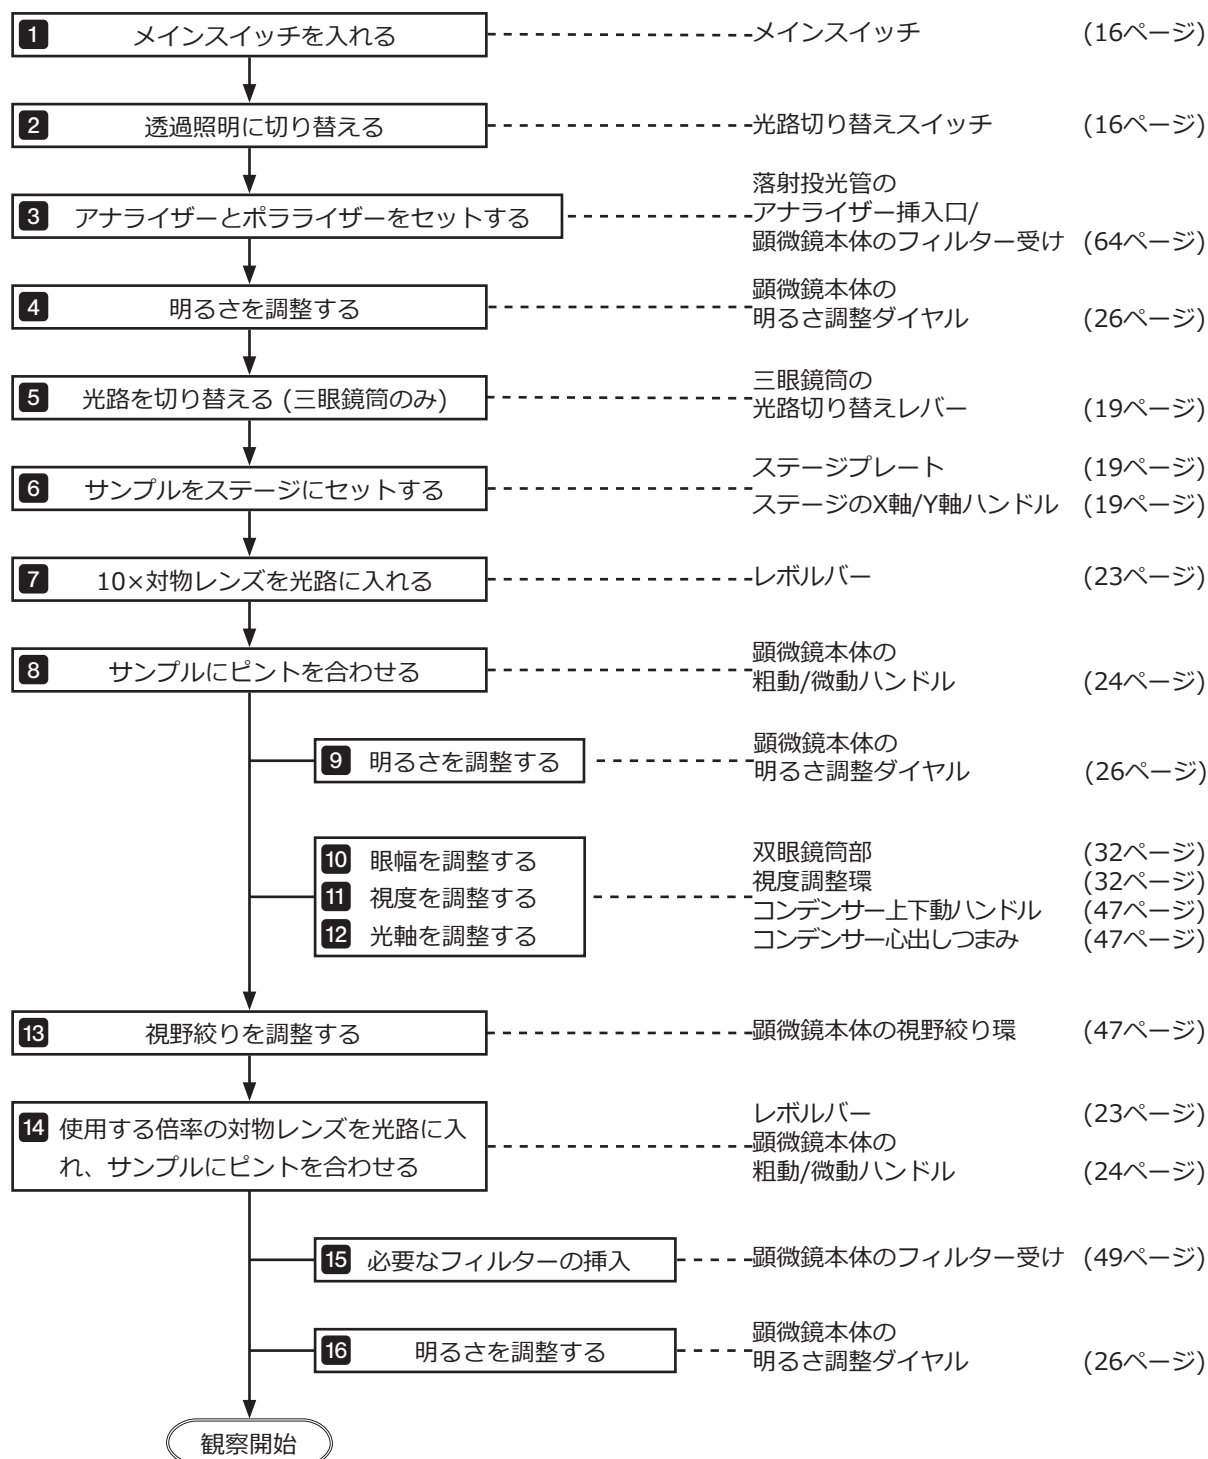 1 メインスイッチを入れる メインスイッチ (16ページ)
2 透過照明に切り替える 光路切り替えスイッチ (16ページ)
落射投光管の
3 アナライザーとポラライザーをセットする アナライザー挿入口/
顕微鏡本体のフィルター受け (64ページ)
顕微鏡本体の
4 明るさを調整する 明るさ調整ダイヤル (26ページ)
三眼鏡筒の
5 光路を切り替える (三眼鏡筒のみ) 光路切り替えレバー (19ページ)
ステージプレート (19ページ)
6 サンプルをステージにセットする
ステージのX軸/Y軸ハンドル (19ページ)
7 10×対物レンズを光路に入れる レボルバー (23ページ)
顕微鏡本体の
8 サンプルにピントを合わせる 粗動/微動ハンドル (24ページ)
顕微鏡本体の
9 明るさを調整する 明るさ調整ダイヤル (26ページ)
10 眼幅を調整する 双眼鏡筒部 (32ページ)
視度調整環 (32ページ)
11 視度を調整する
コンデンサー上下動ハンドル (47ページ)
12 光軸を調整する コンデンサー心出しつまみ (47ページ)
13 視野絞りを調整する 顕微鏡本体の視野絞り環 (47ページ)
14 使用する倍率の対物レンズを光路に入 レボルバー (23ページ)
顕微鏡本体の
れ、サンプルにピントを合わせる 粗動/微動ハンドル (24ページ)
15 必要なフィルターの挿入 顕微鏡本体のフィルター受け (49ページ)
顕微鏡本体の
16 明るさを調整する 明るさ調整ダイヤル (26ページ)
観察開始